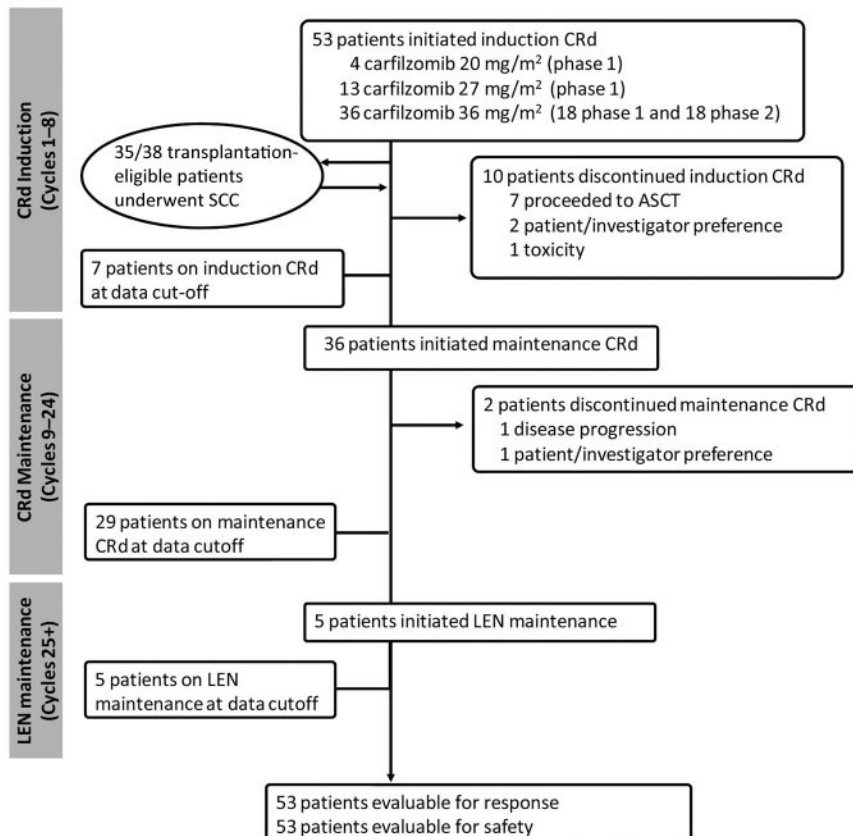 CRd Induction
(Cycles 1–8)
53 patients initiated induction CRd
4 carfilzomib 20 mg/m² (phase 1)
13 carfilzomib 27 mg/m² (phase 1)
36 carfilzomib 36 mg/m² (18 phase 1 and 18 phase 2)
35/38 transplantation-
eligible patients
underwent SCC
10 patients discontinued induction CRd
7 proceeded to ASCT
2 patient/investigator preference
1 toxicity
7 patients on induction CRd
at data cut-off
CRd Maintenance
(Cycles 9–24)
36 patients initiated maintenance CRd
2 patients discontinued maintenance CRd
1 disease progression
1 patient/investigator preference
29 patients on maintenance
CRd at data cutoff
LEN maintenance
(Cycles 25+)
5 patients initiated LEN maintenance
5 patients on LEN
maintenance at data cutoff
53 patients evaluable for response
53 patients evaluable for safety